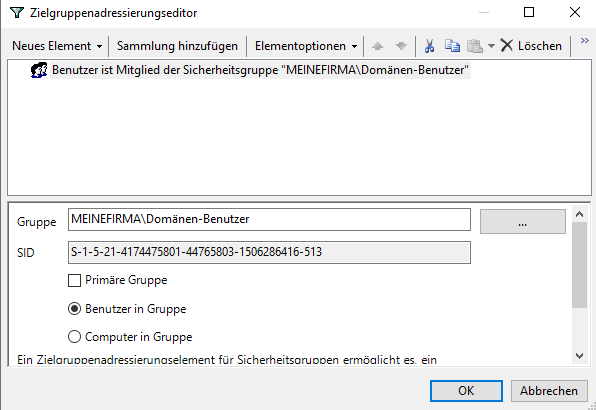 Zielgruppenadressierungseditor
Neues Element Sammlung hinzufügen Elementoptionen Löschen »
Benutzer ist Mitglied der Sicherheitsgruppe "MEINEFIRMA\Domänen-Benutzer"
Gruppe MEINEFIRMA\Domänen-Benutzer ...
SID S-1-5-21-4174475801-44765803-1506286416-513
Primäre Gruppe
Benutzer in Gruppe
Computer in Gruppe
Ein Zielgruppenadressierungselement für Sicherheitsgruppen ermöglicht es, ein
OK Abbrechen